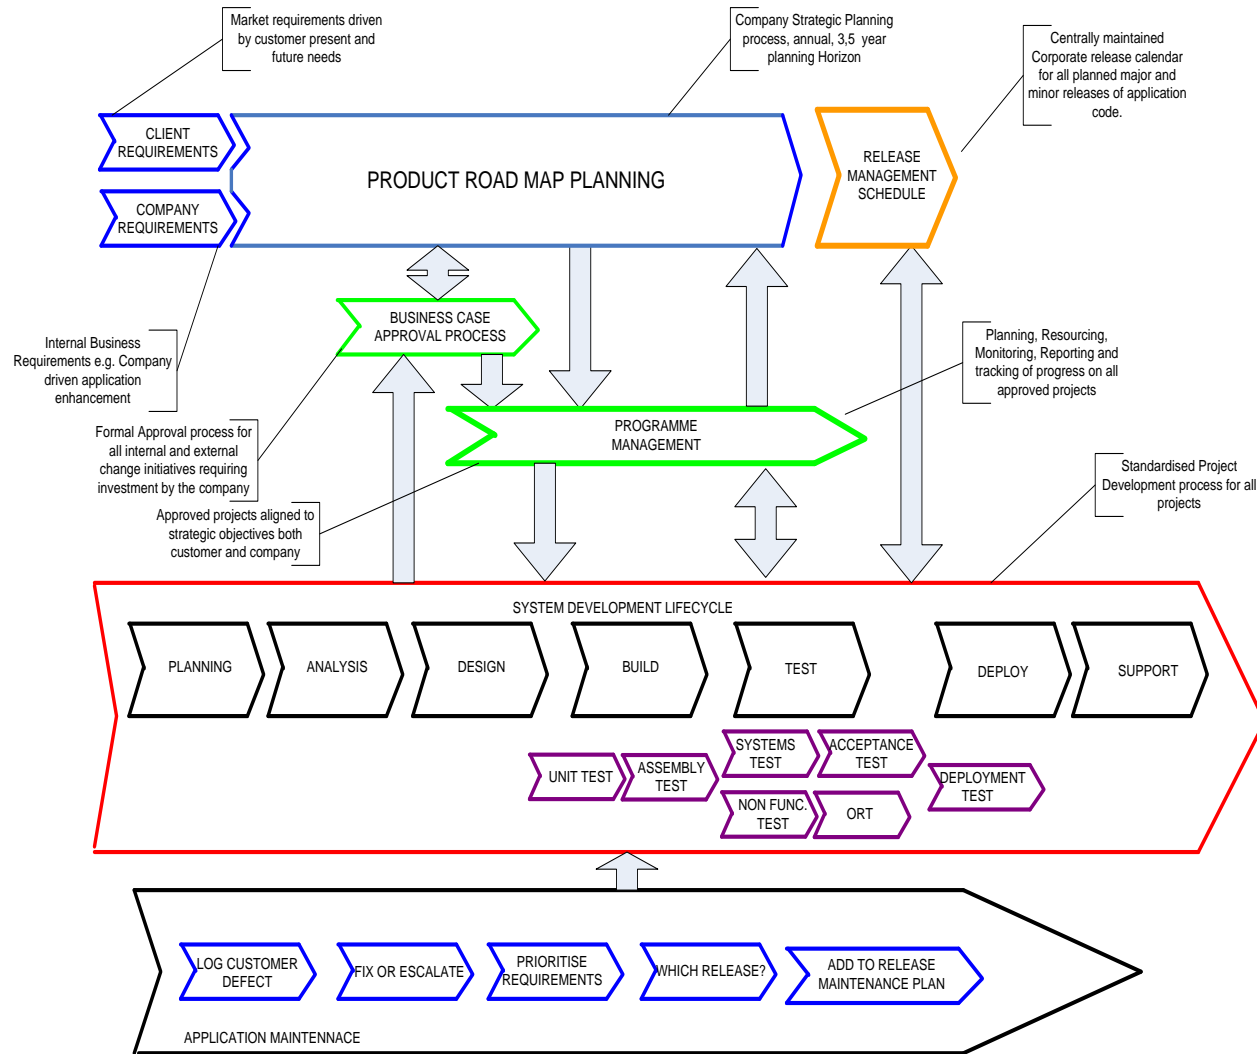 Market requirements driven
by customer present and
future needs
Company Strategic Planning
process, annual, 3,5 year
planning Horizon
Centrally maintained
Corporate release calendar
for all planned major and
minor releases of application
code.
CLIENT
REQUIREMENTS
COMPANY
REQUIREMENTS
PRODUCT ROAD MAP PLANNING
RELEASE
MANAGEMENT
SCHEDULE
BUSINESS CASE
APPROVAL PROCESS
Internal Business
Requirements e.g. Company
driven application
enhancement
Planning, Resourcing,
Monitoring, Reporting and
tracking of progress on all
approved projects
Formal Approval process for
all internal and external
change initiatives requiring
investment by the company
PROGRAMME
MANAGEMENT
Approved projects aligned to
strategic objectives both
customer and company
Standardised Project
Development process for all
projects
SYSTEM DEVELOPMENT LIFECYCLE
PLANNING
ANALYSIS
DESIGN
BUILD
TEST
DEPLOY
SUPPORT
UNIT TEST
ASSEMBLY
TEST
SYSTEMS
TEST
ACCEPTANCE
TEST
NON FUNC.
TEST
ORT
DEPLOYMENT
TEST
LOG CUSTOMER
DEFECT
FIX OR ESCALATE
PRIORITISE
REQUIREMENTS
WHICH RELEASE?
ADD TO RELEASE
MAINTENANCE PLAN
APPLICATION MAINTENNACE